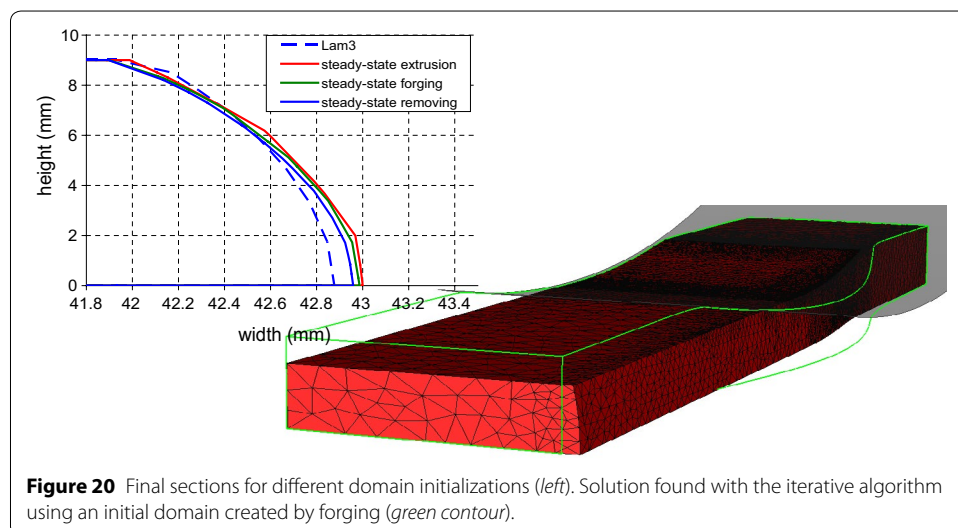 10
8
6
4
2
0
height (mm)
Lam3
steady-state extrusion
steady-state forging
steady-state removing
41.8 42 42.2 42.4 42.6 42.8 43 43.2 43.4
width (mm)
Figure 20 Final sections for different domain initializations (left). Solution found with the iterative algorithm
using an initial domain created by forging (green contour).